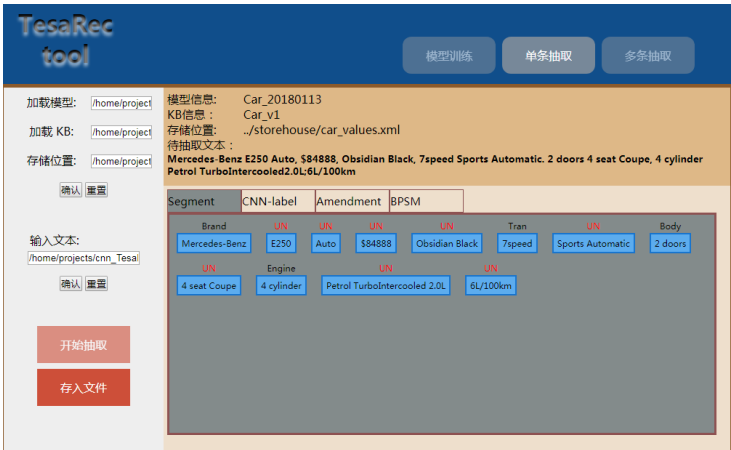 TesaRec
tool
模型训练 单条抽取 多条抽取
加载模型: /home/project
加载 KB: /home/project
存储位置: /home/project
确认 重置
输入文本:
/home/projects/cnn_Tesal
确认 重置
开始抽取
存入文件
模型信息: Car_20180113
KB信息： Car_v1
存储位置: ../storehouse/car_values.xml
待抽取文本：
Mercedes-Benz E250 Auto, $84888, Obsidian Black, 7speed Sports Automatic. 2 doors 4 seat Coupe, 4 cylinder
Petrol TurboIntercooled2.0L;6L/100km
Segment CNN-label Amendment BPSM
Brand UN UN UN UN Tran UN Body
Mercedes-Benz E250 Auto $84888 Obsidian Black 7speed Sports Automatic 2 doors
UN Engine UN UN
4 seat Coupe 4 cylinder Petrol TurboIntercooled 2.0L 6L/100km